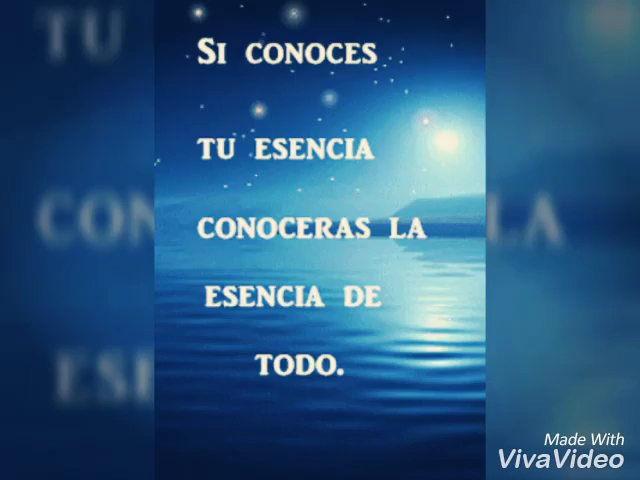 SI CONOCES
TU ESENCIA
CONOCERAS LA
ESENCIA DE
TODO.
Made With
VivaVideo